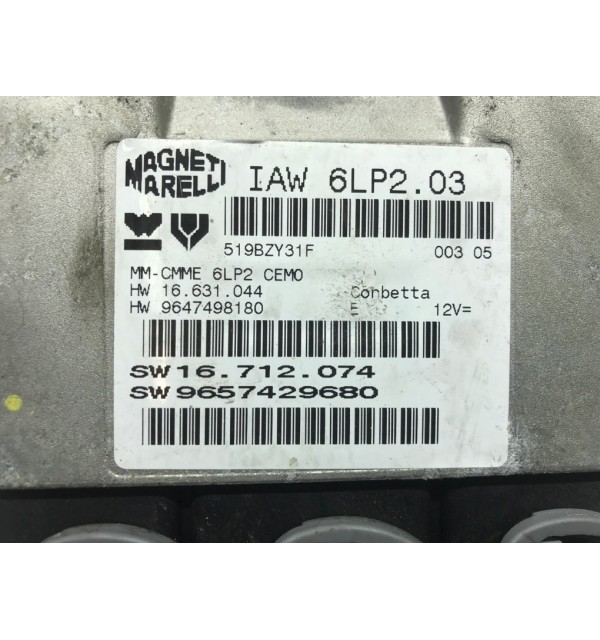 MAGNETI
MARELLI
IAW 6LP2.03
519BZY31F 003 05
MM-CMME 6LP2 CEMO
HW 16.631.044 Corbetta
HW 9647498180 E 12V=
SW16.712.074
SW9657429680